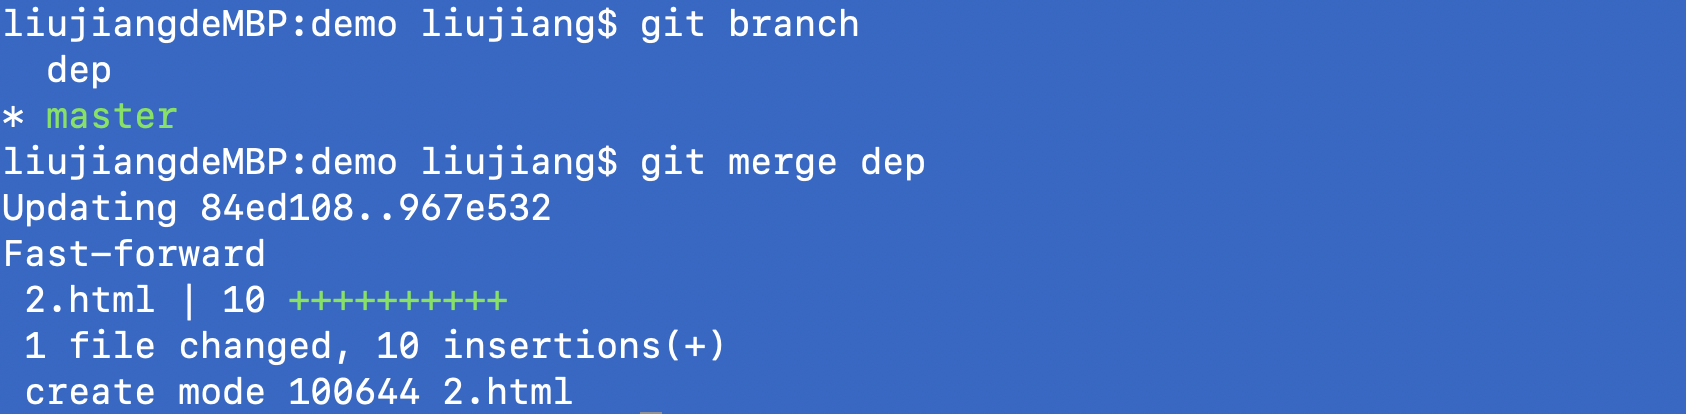 liujiangdeMBP:demo liujiang$ git branch
  dep
* master
liujiangdeMBP:demo liujiang$ git merge dep
Updating 84ed108..967e532
Fast-forward
 2.html | 10 ++++++++++
 1 file changed, 10 insertions(+)
 create mode 100644 2.html